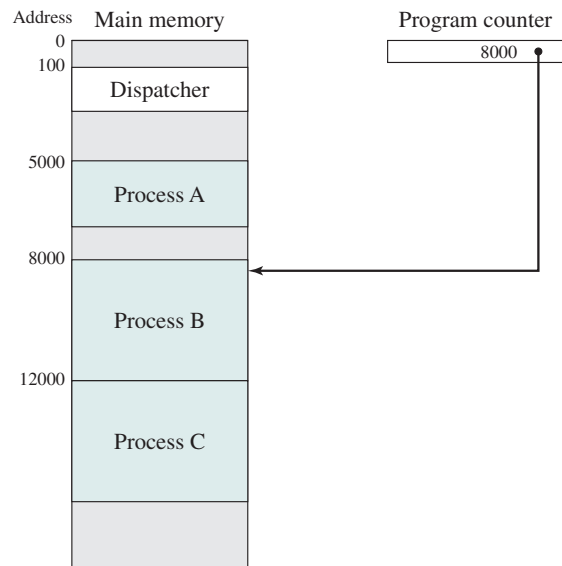 Address
Main memory
Program counter
0
8000
100
Dispatcher
5000
Process A
8000
Process B
12000
Process C